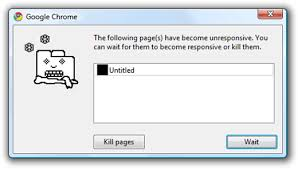 Google Chrome
The following page(s) have become unresponsive. You
can wait for them to become responsive or kill them.
Untitled
Kill pages
Wait